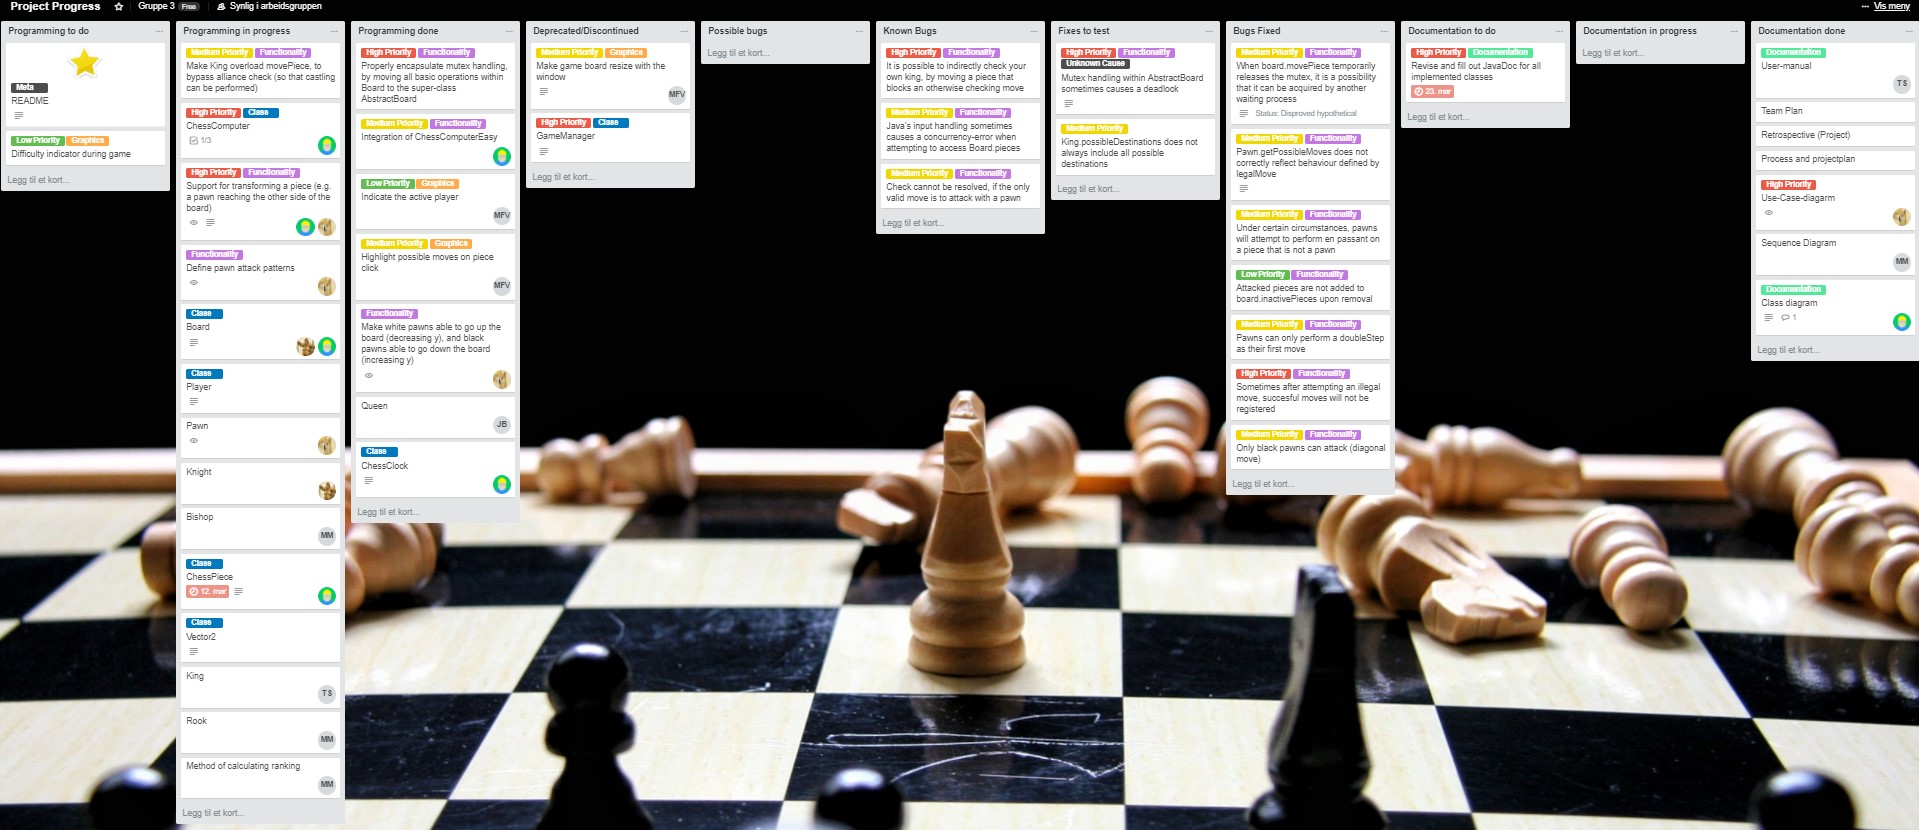 Project Progress
Gruppe 3
Free
Synlig i arbeidsgruppen
Vis meny
Programming to do
Meta
README
Low Priority
Graphics
Difficulty indicator during game
Legg til et kort...
Programming in progress
Medium Priority
Functionality
Make King overload movePiece, to
bypass alliance check (so that castling
can be performed)
High Priority
Class
ChessComputer
1/3
High Priority
Functionality
Support for transforming a piece (e.g.
a pawn reaching the other side of the
board)
Functionality
Define pawn attack patterns
Class
Board
Class
Player
Pawn
Knight
Bishop
MM
Class
ChessPiece
12. mar
Class
Vector2
King
TS
Rook
MM
Method of calculating ranking
MM
Legg til et kort...
Programming done
High Priority
Functionality
Properly encapsulate mutex handling,
by moving all basic operations within
Board to the super-class
AbstractBoard
Medium Priority
Functionality
Integration of ChessComputerEasy
Low Priority
Graphics
Indicate the active player
MFV
Medium Priority
Graphics
Highlight possible moves on piece
click
MFV
Functionality
Make white pawns able to go up the
board (decreasing y), and black
pawns able to go down the board
(increasing y)
Queen
JB
Class
ChessClock
Legg til et kort...
Deprecated/Discontinued
Medium Priority
Graphics
Make game board resize with the
window
MFV
High Priority
Class
GameManager
Legg til et kort...
Possible bugs
Legg til et kort...
Known Bugs
High Priority
Functionality
It is possible to indirectly check your
own king, by moving a piece that
blocks an otherwise checking move
Medium Priority
Functionality
Java's input handling sometimes
causes a concurrency-error when
attempting to access Board.pieces
Medium Priority
Functionality
Check cannot be resolved, if the only
valid move is to attack with a pawn
Legg til et kort...
Fixes to test
High Priority
Functionality
Unknown Cause
Mutex handling within AbstractBoard
sometimes causes a deadlock
Medium Priority
King.possibleDestinations does not
always include all possible
destinations
Legg til et kort...
Bugs Fixed
Medium Priority
Functionality
When board.movePiece temporarily
releases the mutex, it is a possibility
that it can be acquired by another
waiting process
Status: Disproved hypothetical
Medium Priority
Functionality
Pawn.getPossibleMoves does not
correctly reflect behaviour defined by
legalMove
Medium Priority
Functionality
Under certain circumstances, pawns
will attempt to perform en passant on
a piece that is not a pawn
Low Priority
Functionality
Attacked pieces are not added to
board.inactivePieces upon removal
Medium Priority
Functionality
Pawns can only perform a doubleStep
as their first move
High Priority
Functionality
Sometimes after attempting an illegal
move, succesful moves will not be
registered
Medium Priority
Functionality
Only black pawns can attack (diagonal
move)
Legg til et kort...
Documentation to do
High Priority
Documentation
Revise and fill out JavaDoc for all
implemented classes
23. mar
Legg til et kort...
Documentation in progress
Legg til et kort...
Documentation done
Documentation
User-manual
TS
Team Plan
Retrospective (Project)
Process and projectplan
High Priority
Use-Case-diagarm
Sequence Diagram
MM
Documentation
Class diagram
1
Legg til et kort...